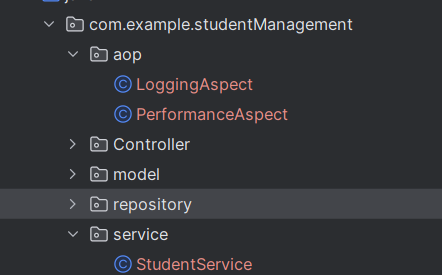 com.example.studentManagement
aop
LoggingAspect
PerformanceAspect
Controller
model
repository
service
StudentService